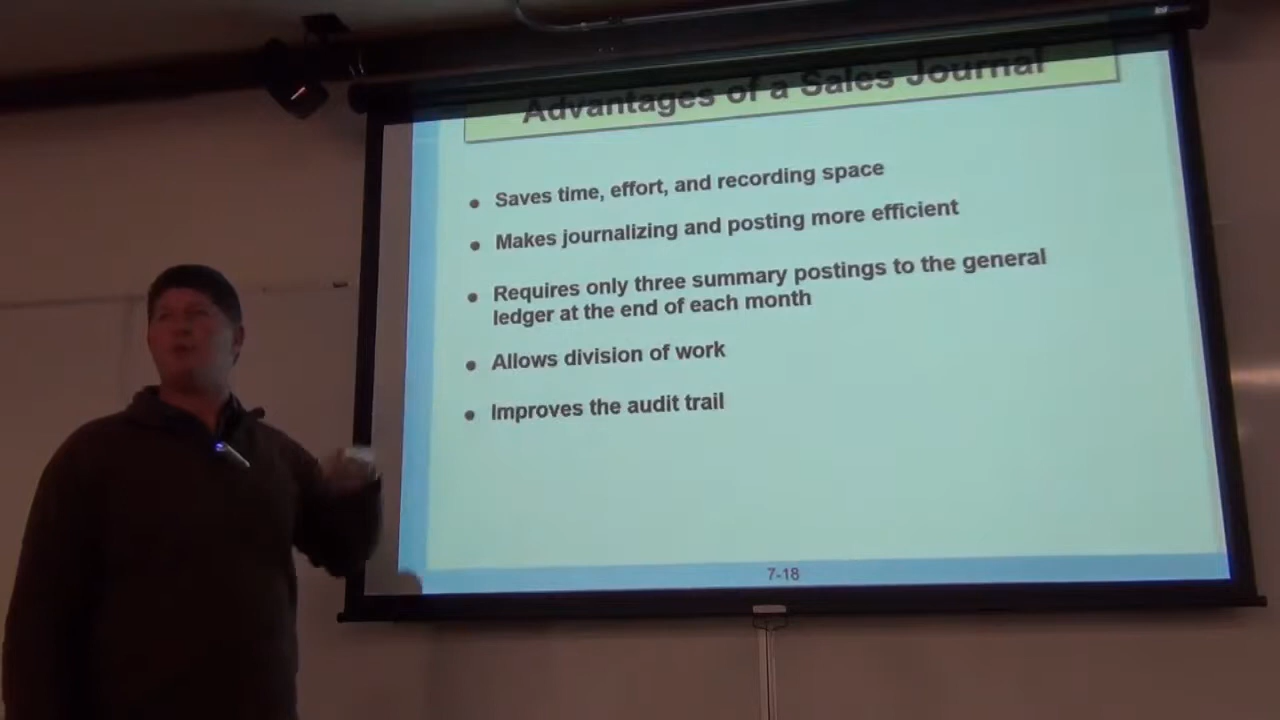 Advantages of a Sales Journal
• Saves time, effort, and recording space
• Makes journalizing and posting more efficient
• Requires only three summary postings to the general
ledger at the end of each month
• Allows division of work
• Improves the audit trail
7-18